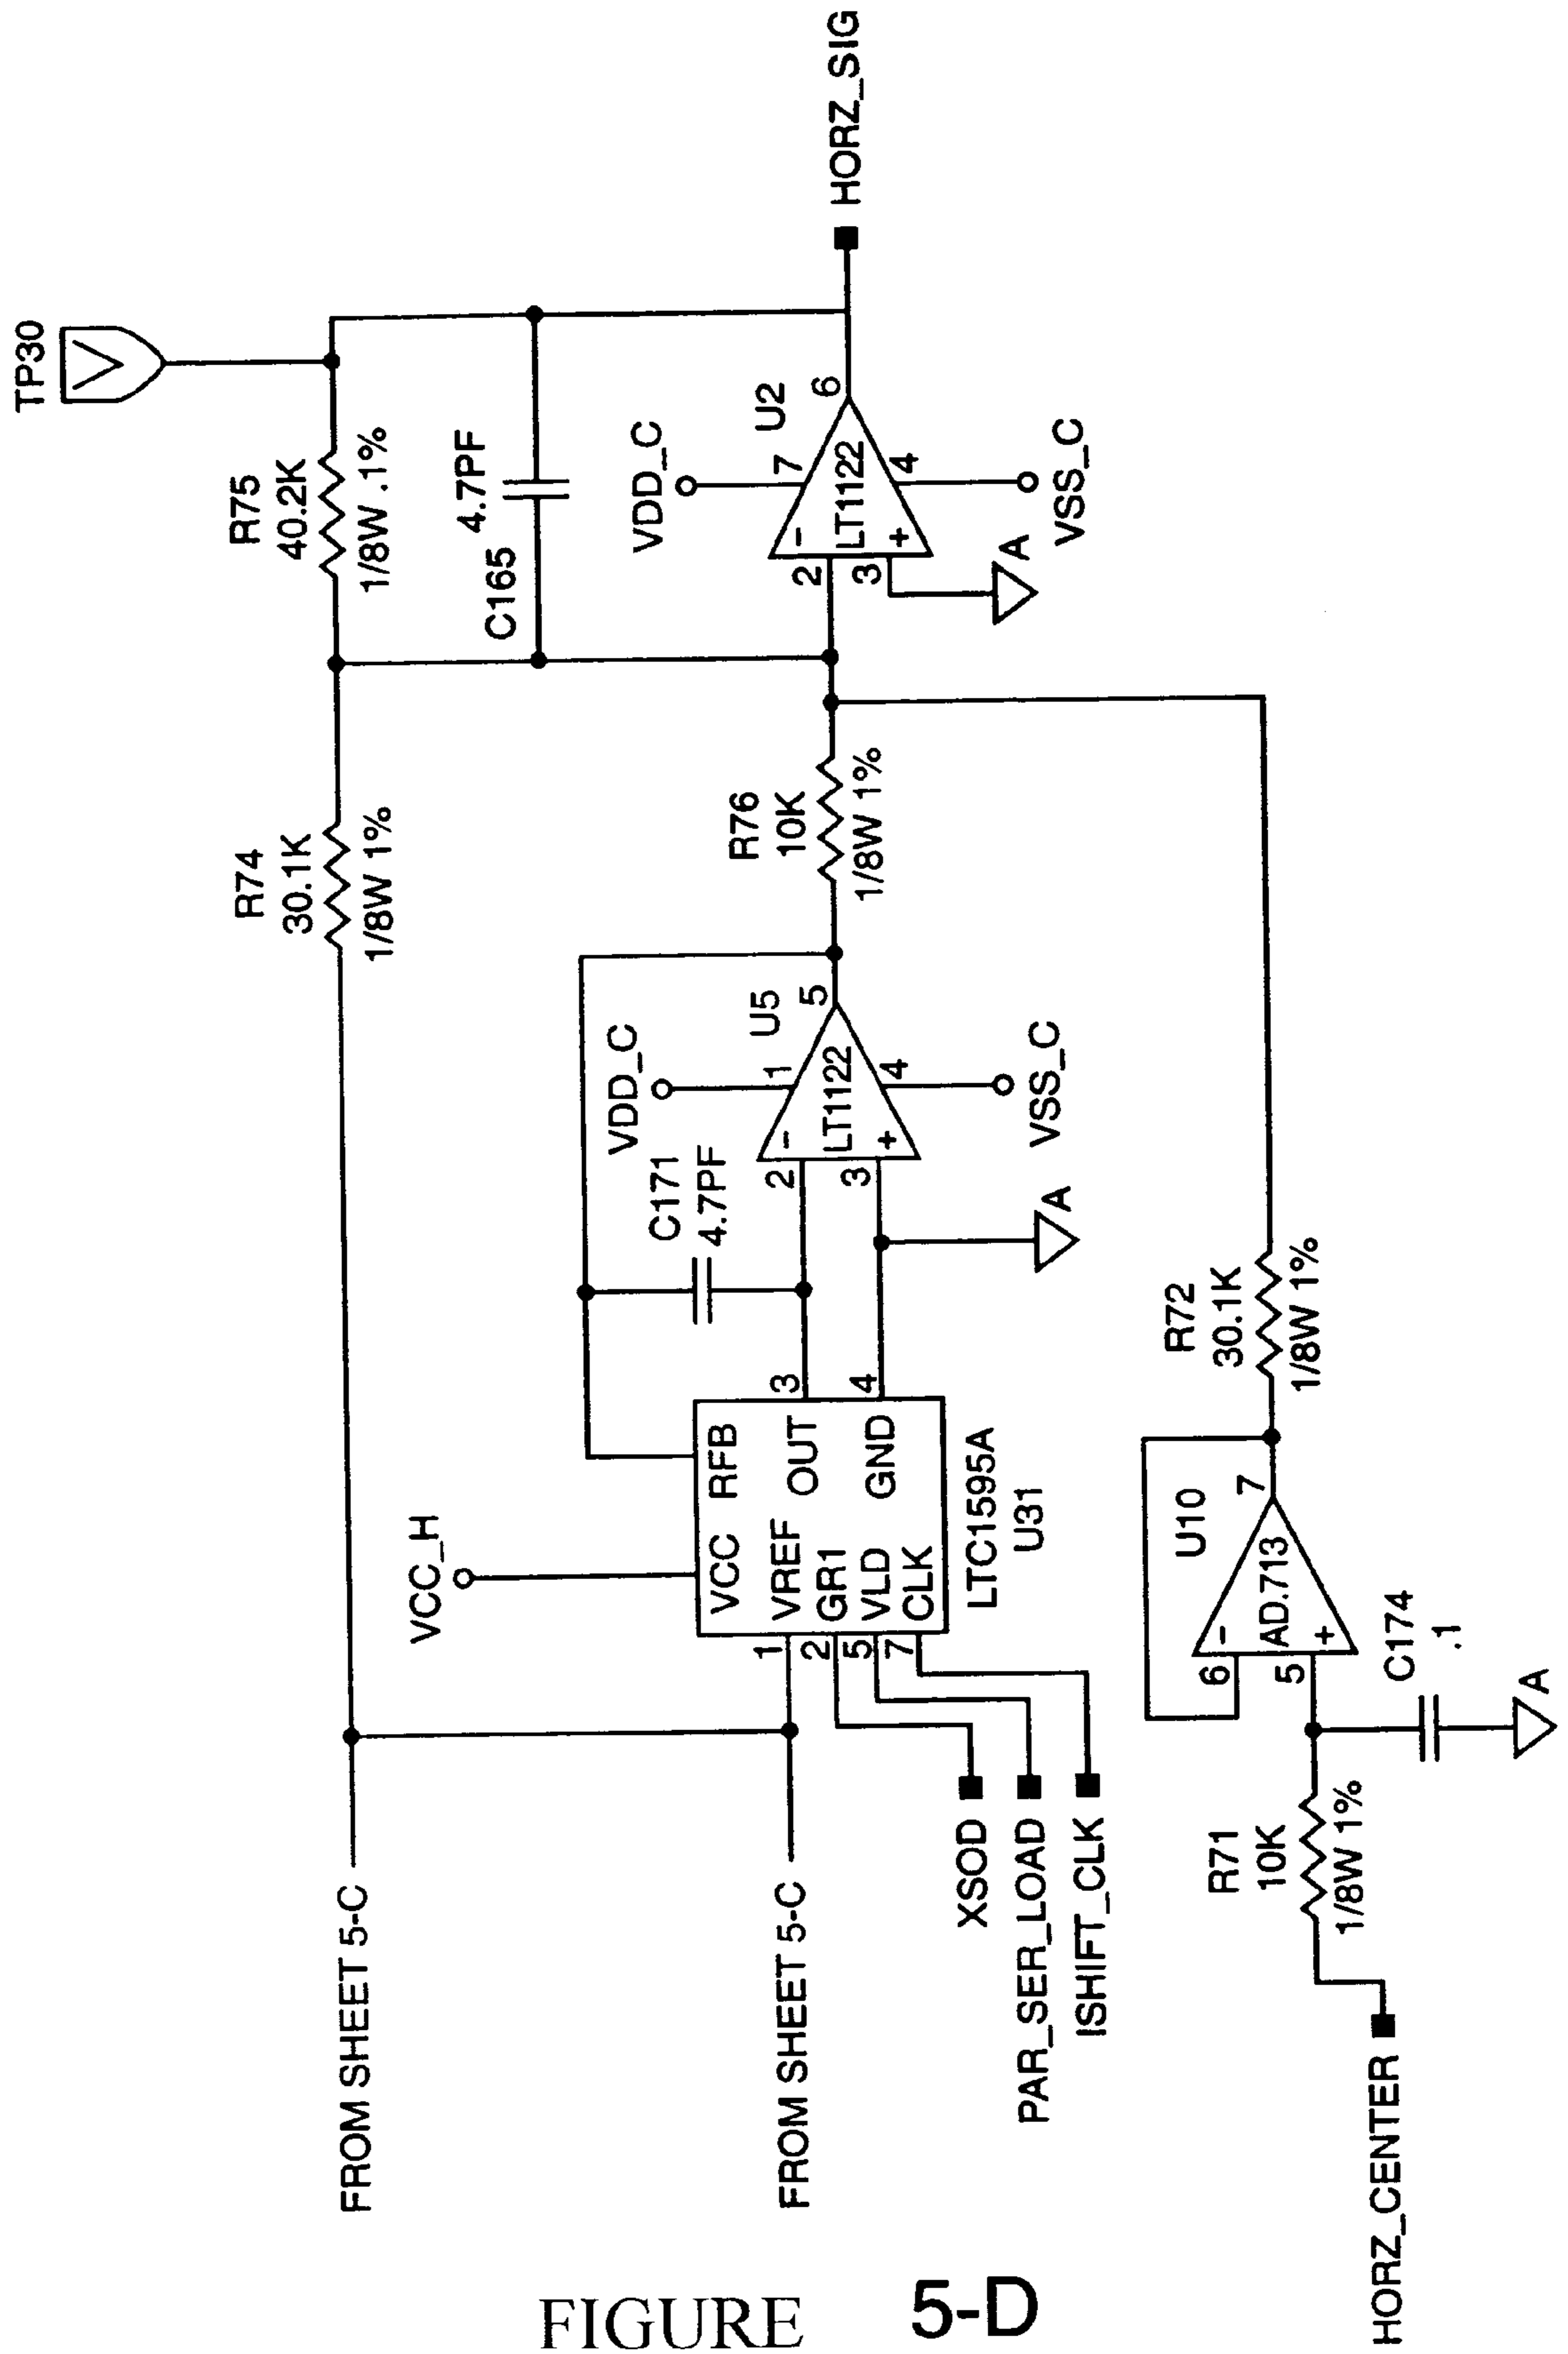 TP30
V
R75
40.2K
1/8W .1%
4.7PF
C165
R74
30.1K
1/8W 1%
HORZ_SIG
VDD_C
7
U2
6
2
-
LT1122
3
+
4
VSS_C
A
R76
10K
1/8W 1%
VDD_C
1
U5
5
2
-
LT1122
3
+
4
VSS_C
C171
4.7PF
A
VCC_H
VCC
RFB
1
VREF
OUT
3
2
GR1
5
VLD
GND
4
7
CLK
LTC1595A
U31
FROM SHEET 5-C
FROM SHEET 5-C
XSOD
PAR_SER_LOAD
ISHIFT_CLK
R72
30.1K
1/8W 1%
U10
7
6
-
AD.713
5
+
C174
.1
A
R71
10K
1/8W 1%
HORZ_CENTER
FIGURE 5-D